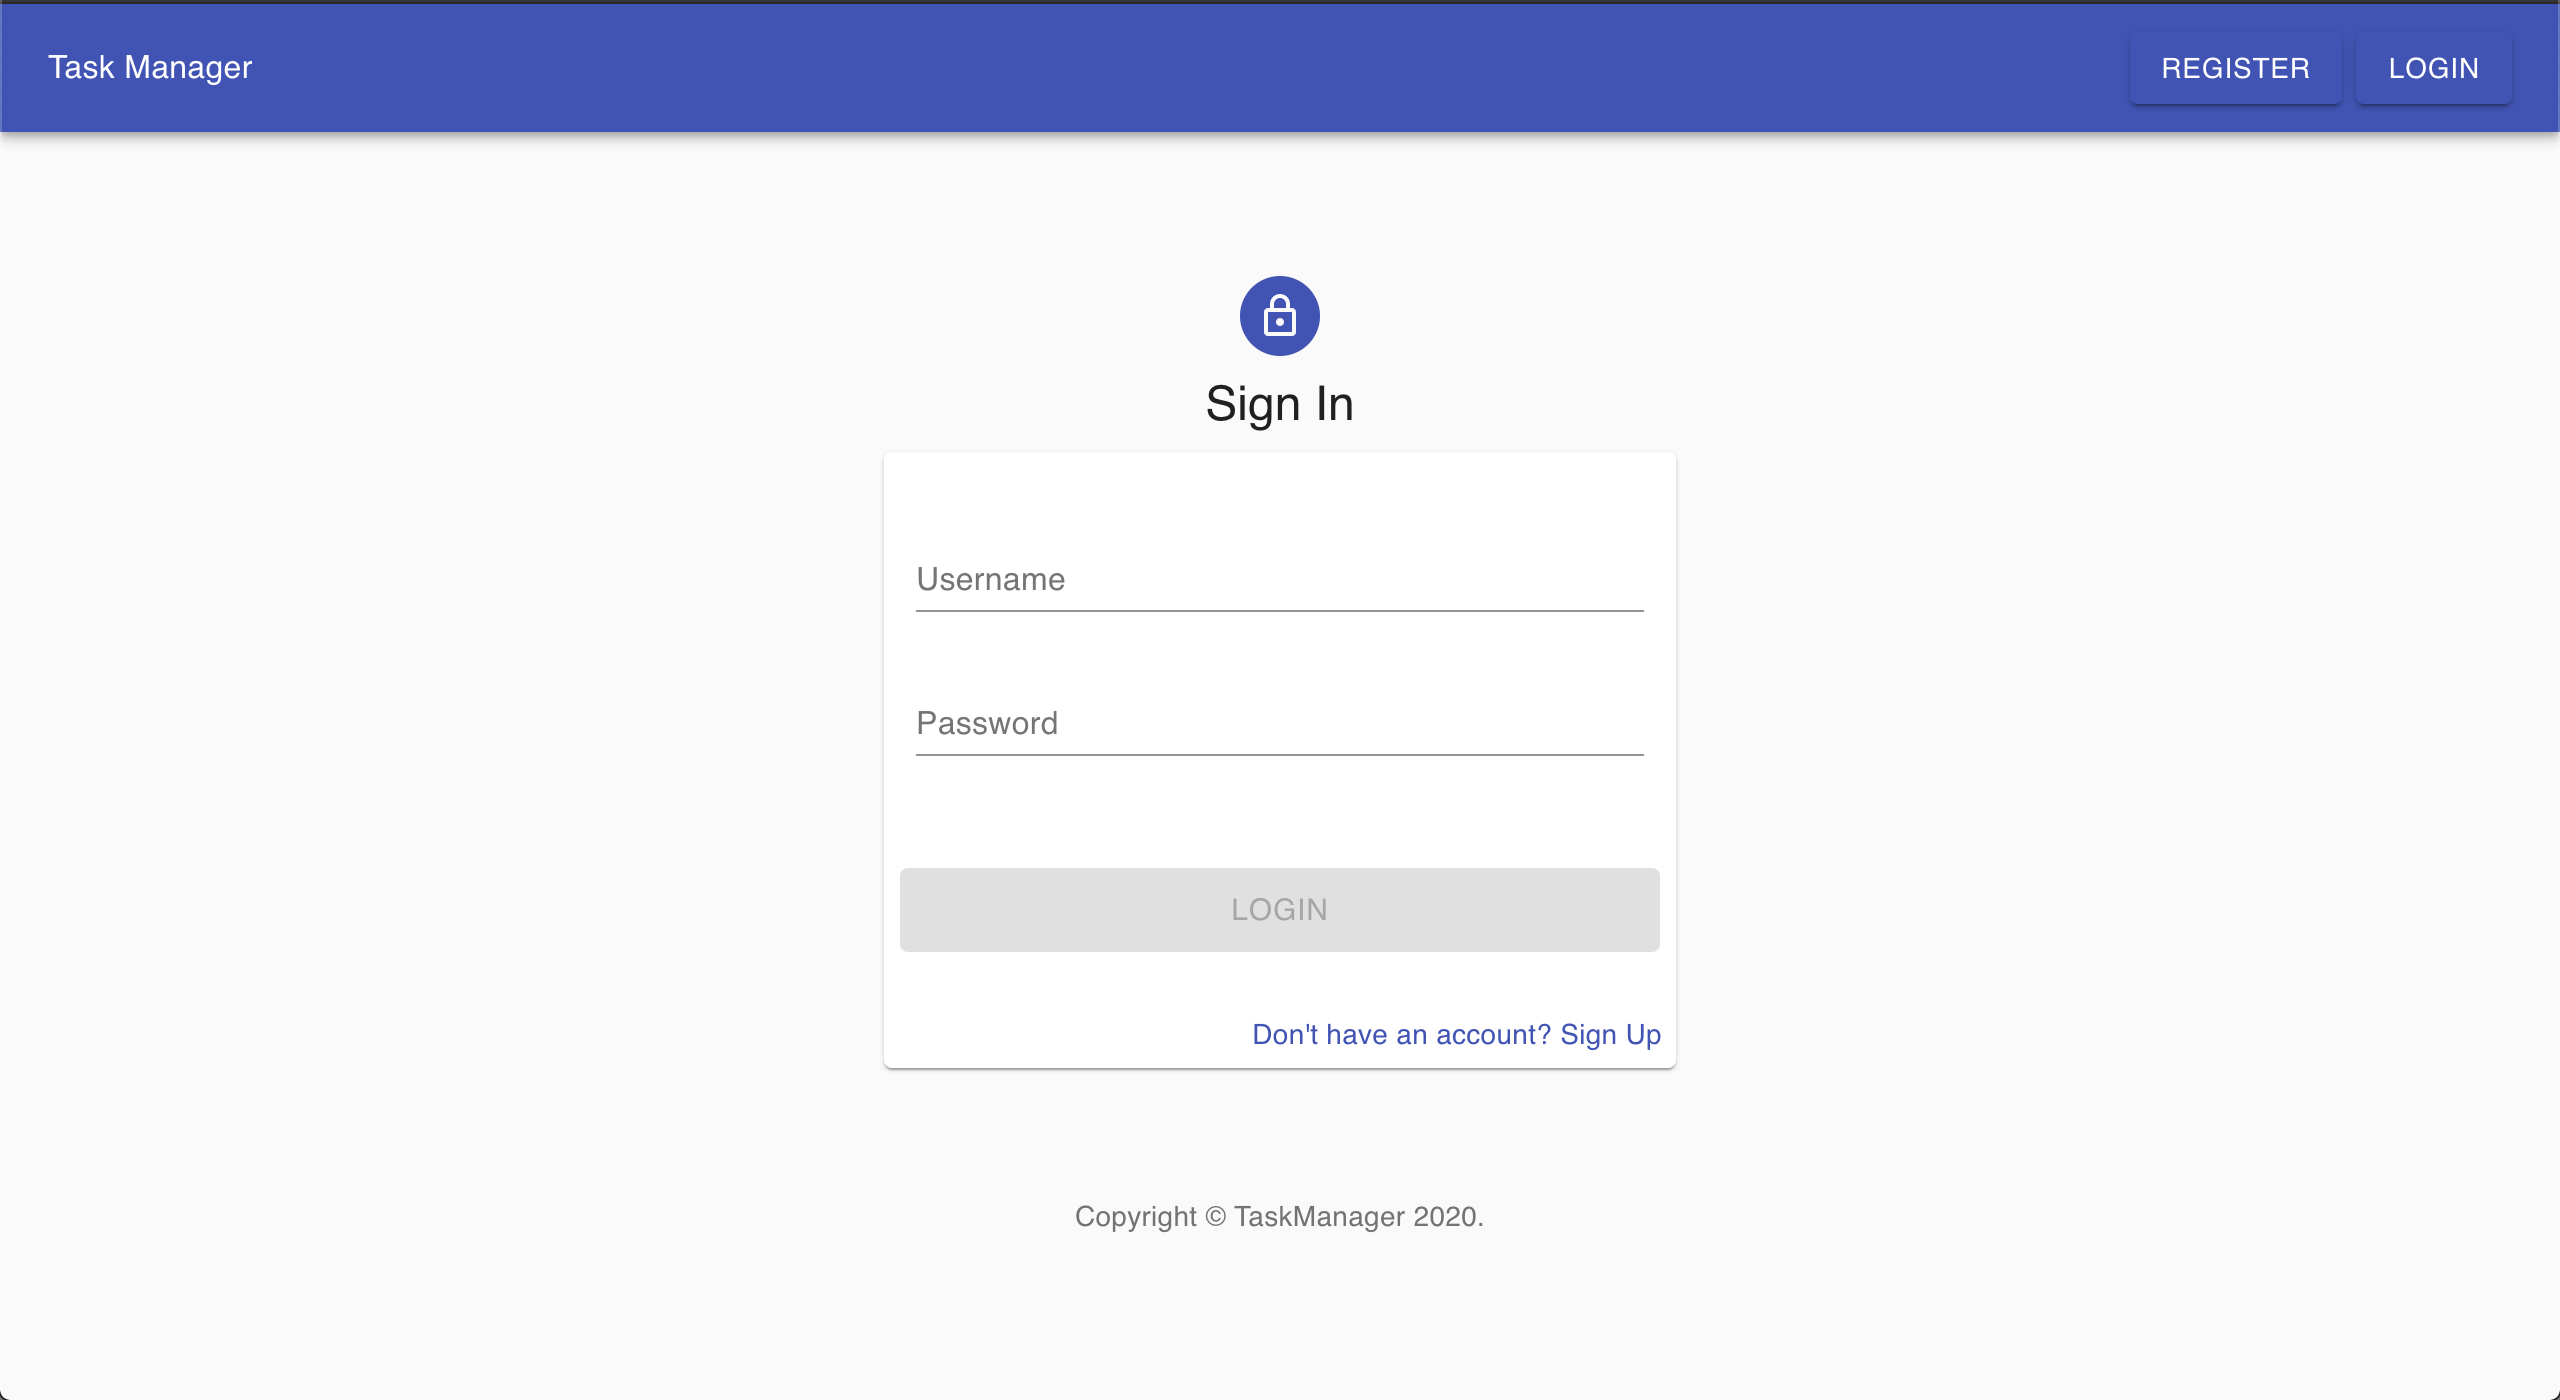 Task Manager
REGISTER
LOGIN
Sign In
Username
Password
LOGIN
Don't have an account? Sign Up
Copyright © TaskManager 2020.